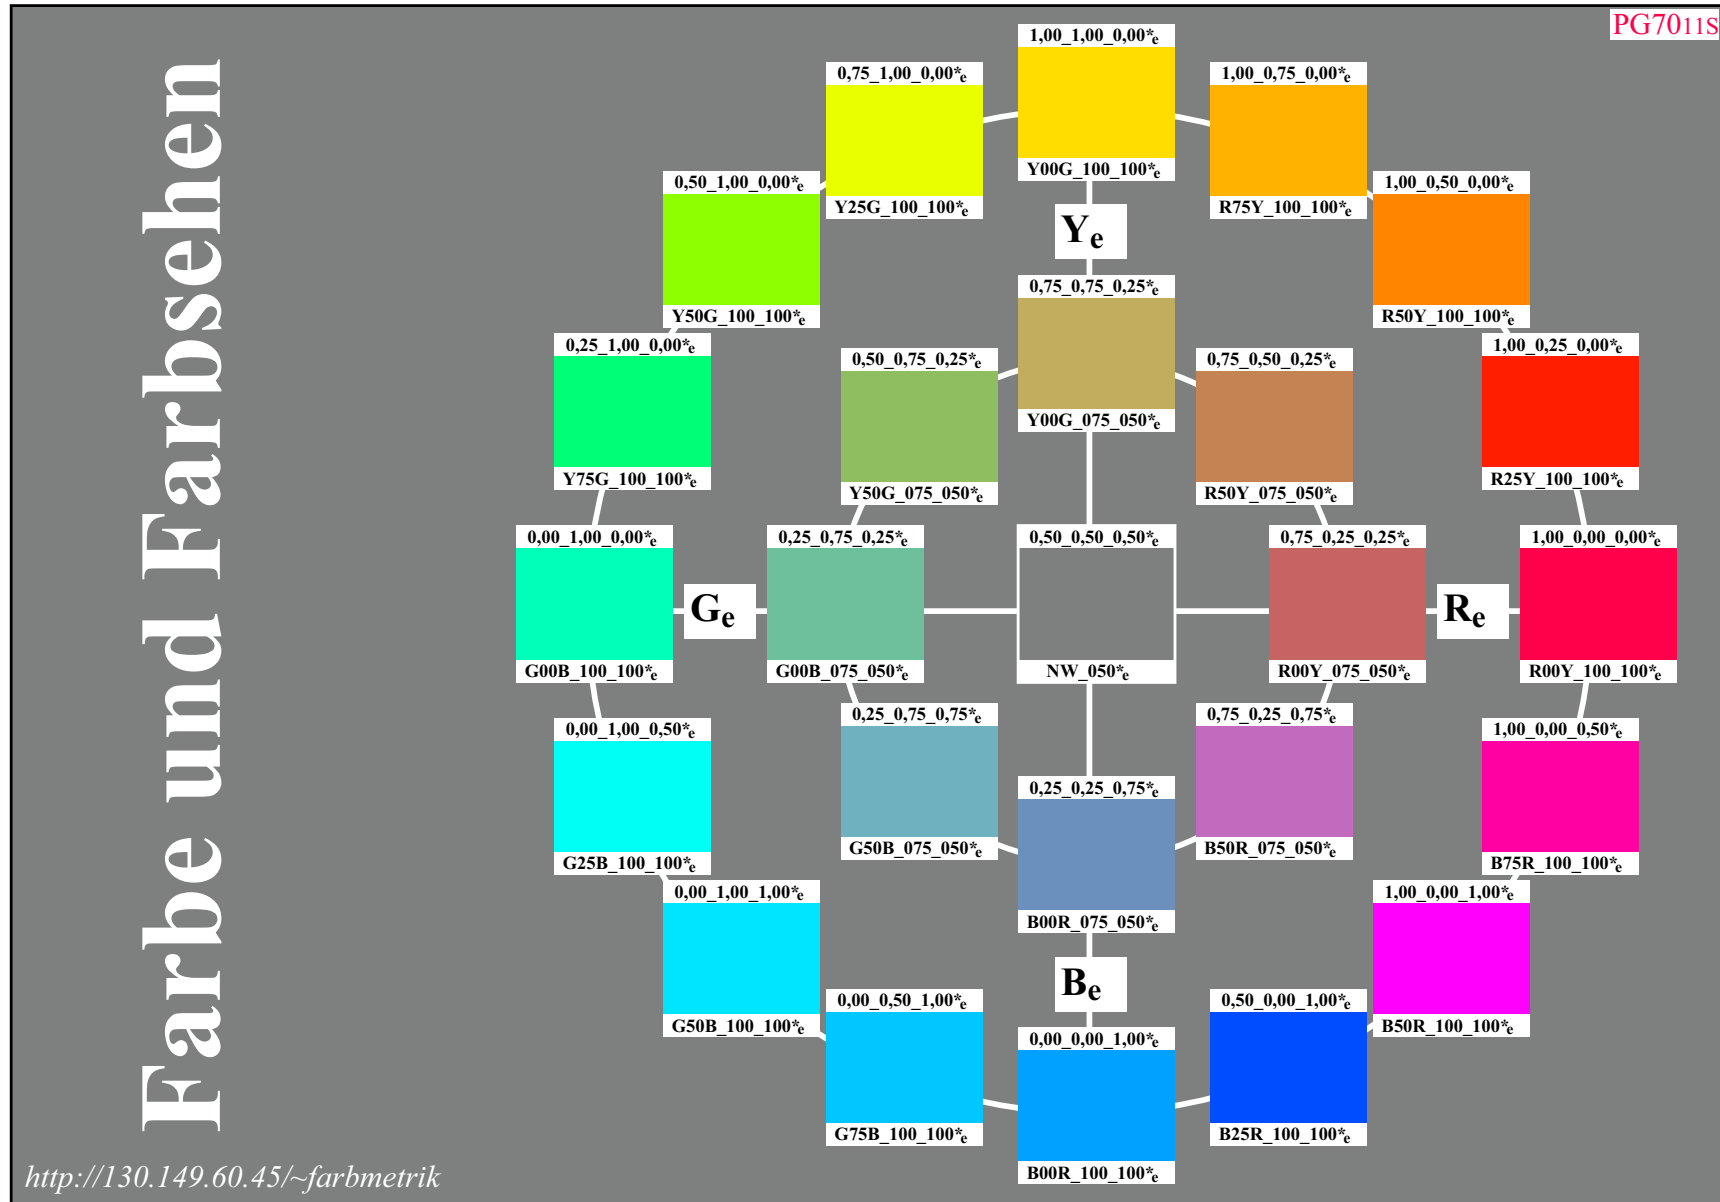 PG7011S
Farbe und Farbsehen
1,00_1,00_0,00*e
Y00G_100_100*e
0,75_1,00_0,00*e
Y25G_100_100*e
1,00_0,75_0,00*e
R75Y_100_100*e
0,50_1,00_0,00*e
Y50G_100_100*e
1,00_0,50_0,00*e
R50Y_100_100*e
Ye
0,75_0,75_0,25*e
Y00G_075_050*e
0,25_1,00_0,00*e
Y75G_100_100*e
0,50_0,75_0,25*e
Y50G_075_050*e
0,75_0,50_0,25*e
R50Y_075_050*e
1,00_0,25_0,00*e
R25Y_100_100*e
0,00_1,00_0,00*e
G00B_100_100*e
Ge
0,25_0,75_0,25*e
G00B_075_050*e
0,50_0,50_0,50*e
NW_050*e
0,75_0,25_0,25*e
R00Y_075_050*e
Re
1,00_0,00_0,00*e
R00Y_100_100*e
0,00_1,00_0,50*e
G25B_100_100*e
0,25_0,75_0,75*e
G50B_075_050*e
0,75_0,25_0,75*e
B50R_075_050*e
1,00_0,00_0,50*e
B75R_100_100*e
0,25_0,25_0,75*e
B00R_075_050*e
Be
0,00_1,00_1,00*e
G50B_100_100*e
1,00_0,00_1,00*e
B50R_100_100*e
0,00_0,50_1,00*e
G75B_100_100*e
0,50_0,00_1,00*e
B25R_100_100*e
0,00_0,00_1,00*e
B00R_100_100*e
http://130.149.60.45/~farbmetrik